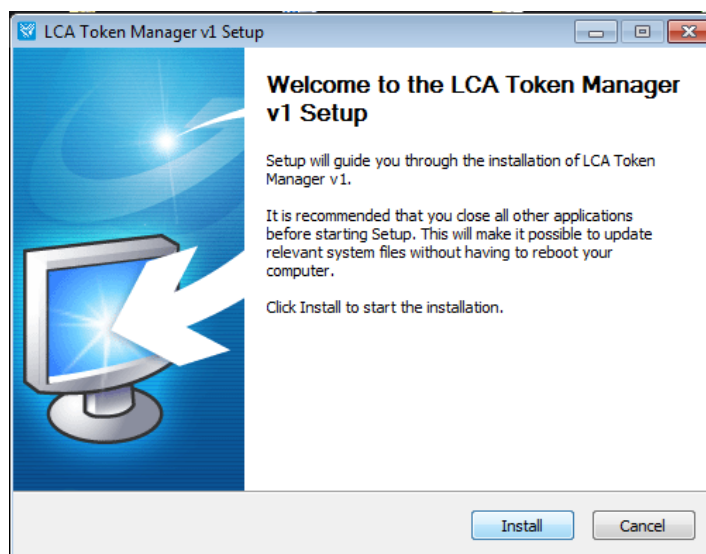 LCA Token Manager v1 Setup
Welcome to the LCA Token Manager
v1 Setup
Setup will guide you through the installation of LCA Token
Manager v1.
It is recommended that you close all other applications
before starting Setup. This will make it possible to update
relevant system files without having to reboot your
computer.
Click Install to start the installation.
Install
Cancel